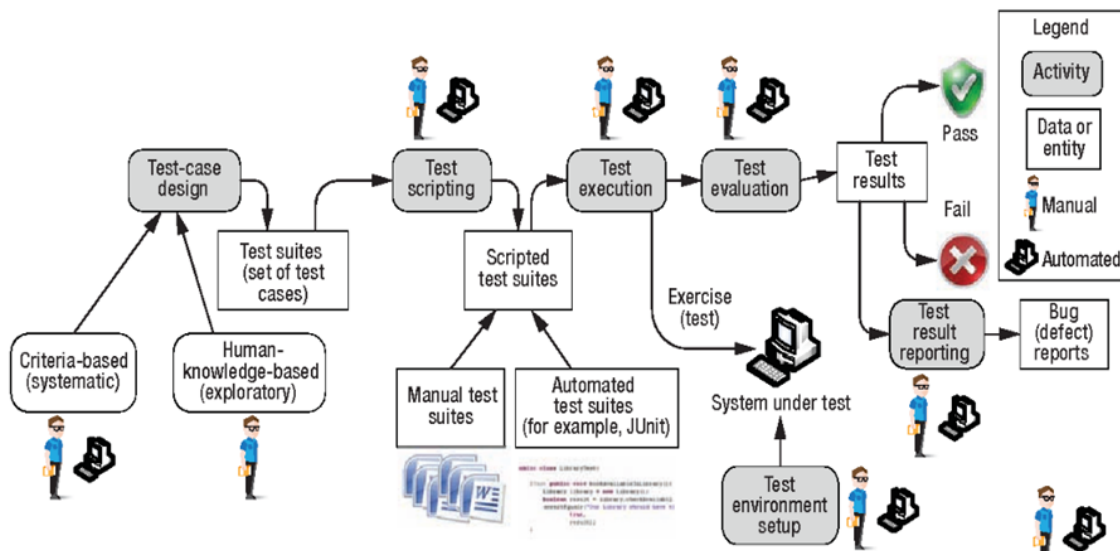 Legend
Activity
Data or
entity
Manual
Automated
Pass
Fail
Test-case
design
Test
scripting
Test
execution
Test
evaluation
Test
results
Test suites
(set of test
cases)
Scripted
test suites
Exercise
(test)
Test
result
reporting
Bug
(defect)
reports
Criteria-based
(systematic)
Human-
knowledge-based
(exploratory)
Manual test
suites
Automated
test suites
(for example, JUnit)
System under test
Test
environment
setup
W